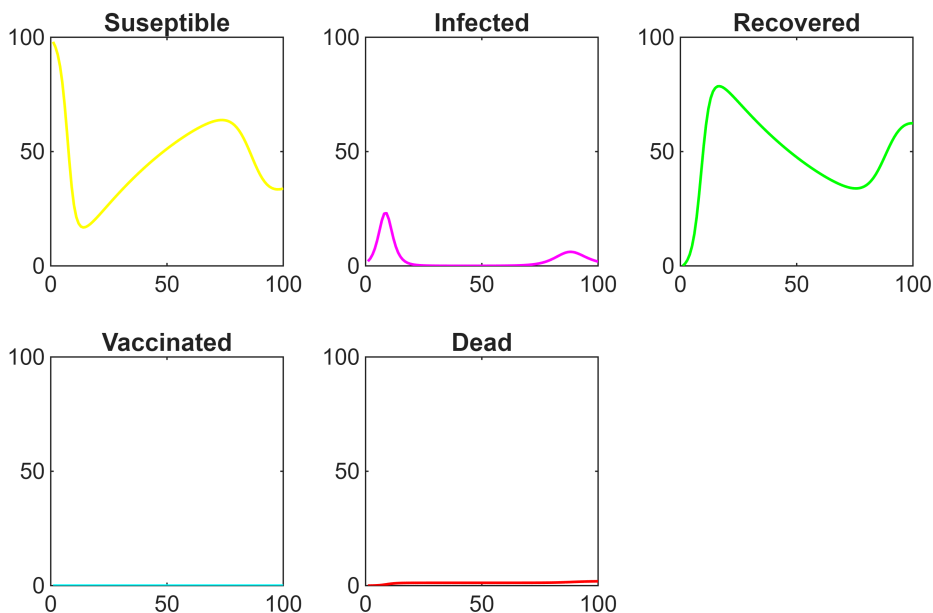 Suseptible Infected Recovered
100 100 100
50 50 50
0 0 0
0 50 100 0 50 100 0 50 100
Vaccinated Dead
100 100
50 50
0 0
0 50 100 0 50 100